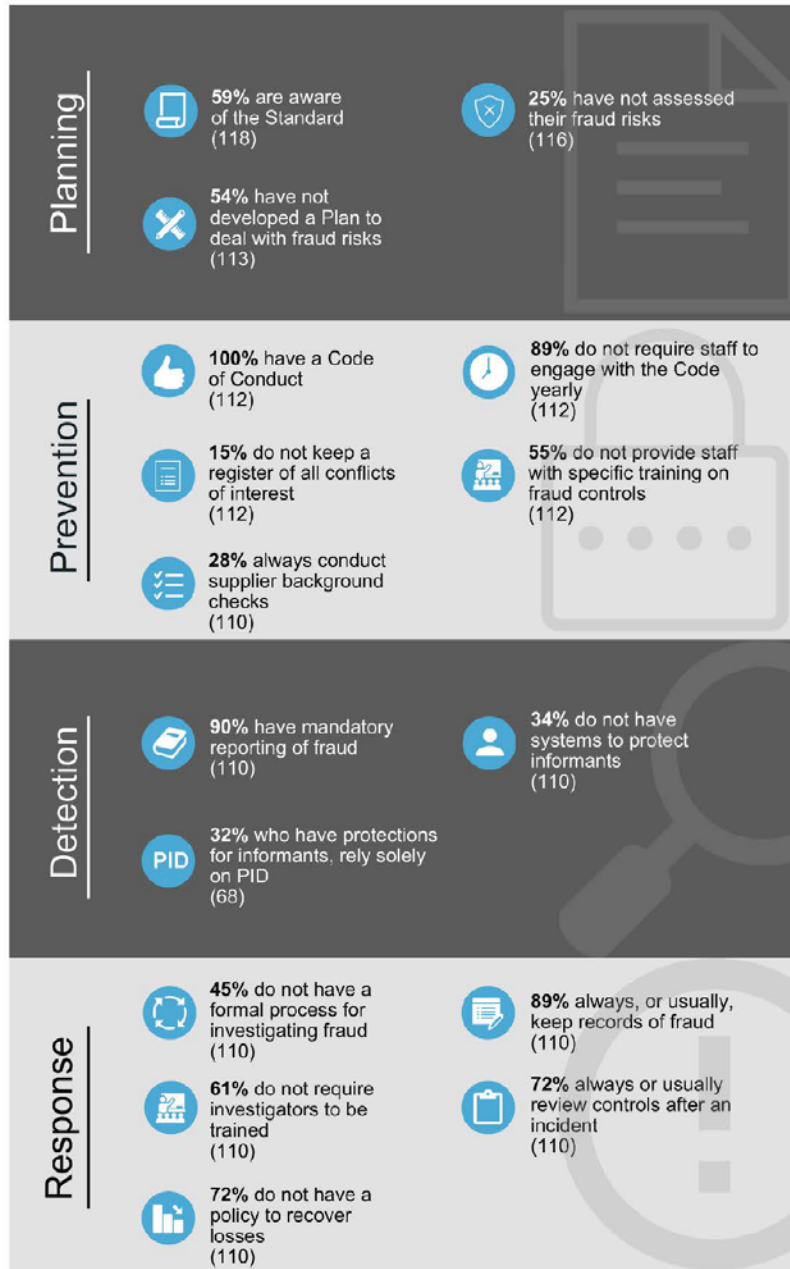 Planning
59% are aware
of the Standard
(118)
25% have not assessed
their fraud risks
(116)
54% have not
developed a Plan to
deal with fraud risks
(113)
Prevention
100% have a Code
of Conduct
(112)
89% do not require staff to
engage with the Code
yearly
(112)
15% do not keep a
register of all conflicts
of interest
(112)
55% do not provide staff
with specific training on
fraud controls
(112)
28% always conduct
supplier background
checks
(110)
Detection
90% have mandatory
reporting of fraud
(110)
34% do not have
systems to protect
informants
(110)
PID
32% who have protections
for informants, rely solely
on PID
(68)
Response
45% do not have a
formal process for
investigating fraud
(110)
89% always, or usually,
keep records of fraud
(110)
61% do not require
investigators to be
trained
(110)
72% always or usually
review controls after an
incident
(110)
72% do not have a
policy to recover
losses
(110)